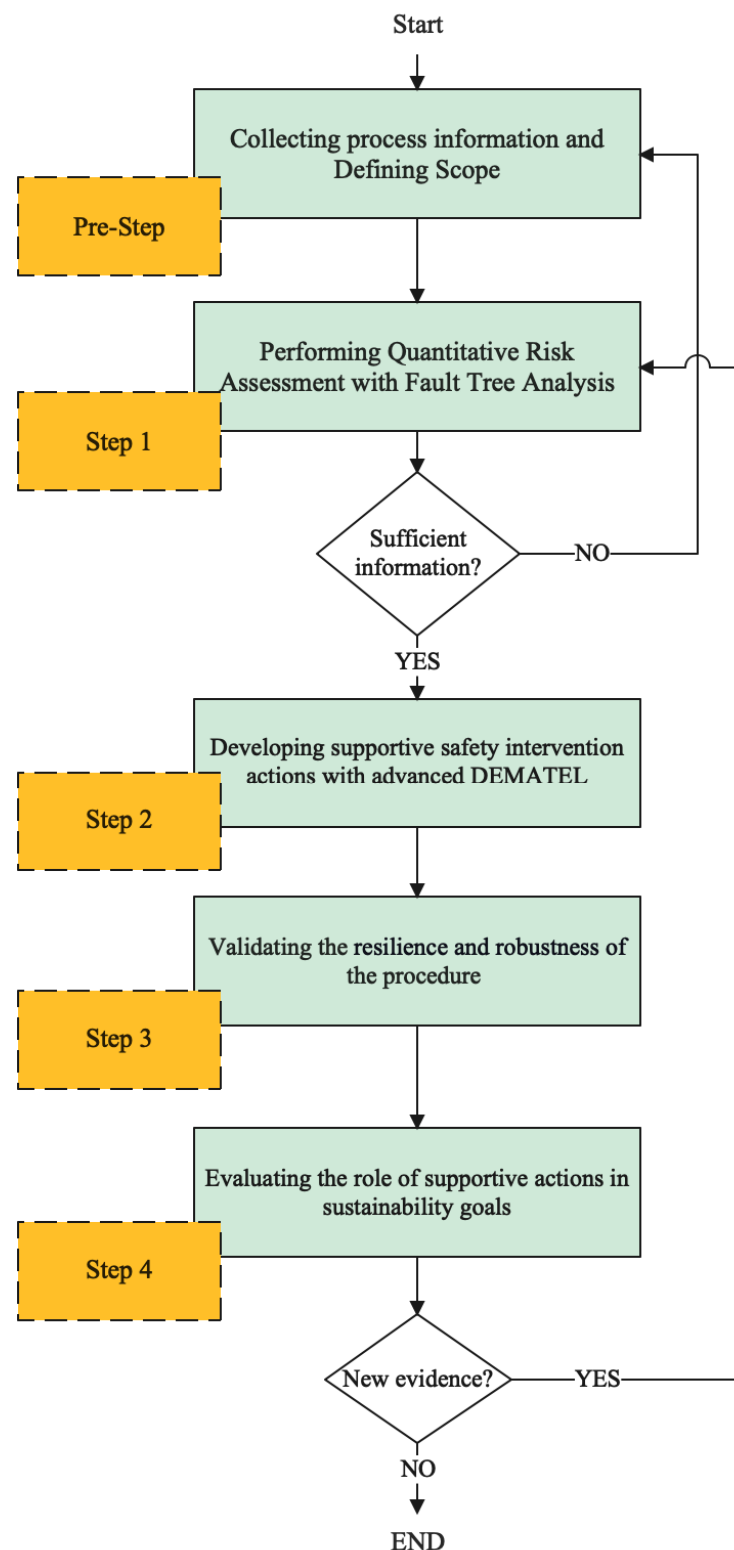 Start
Collecting process information and
Defining Scope
Pre-Step
Performing Quantitative Risk
Assessment with Fault Tree Analysis
Step 1
Sufficient
information?
NO
YES
Developing supportive safety intervention
actions with advanced DEMATEL
Step 2
Validating the resilience and robustness of
the procedure
Step 3
Evaluating the role of supportive actions in
sustainability goals
Step 4
New evidence?
YES
NO
END